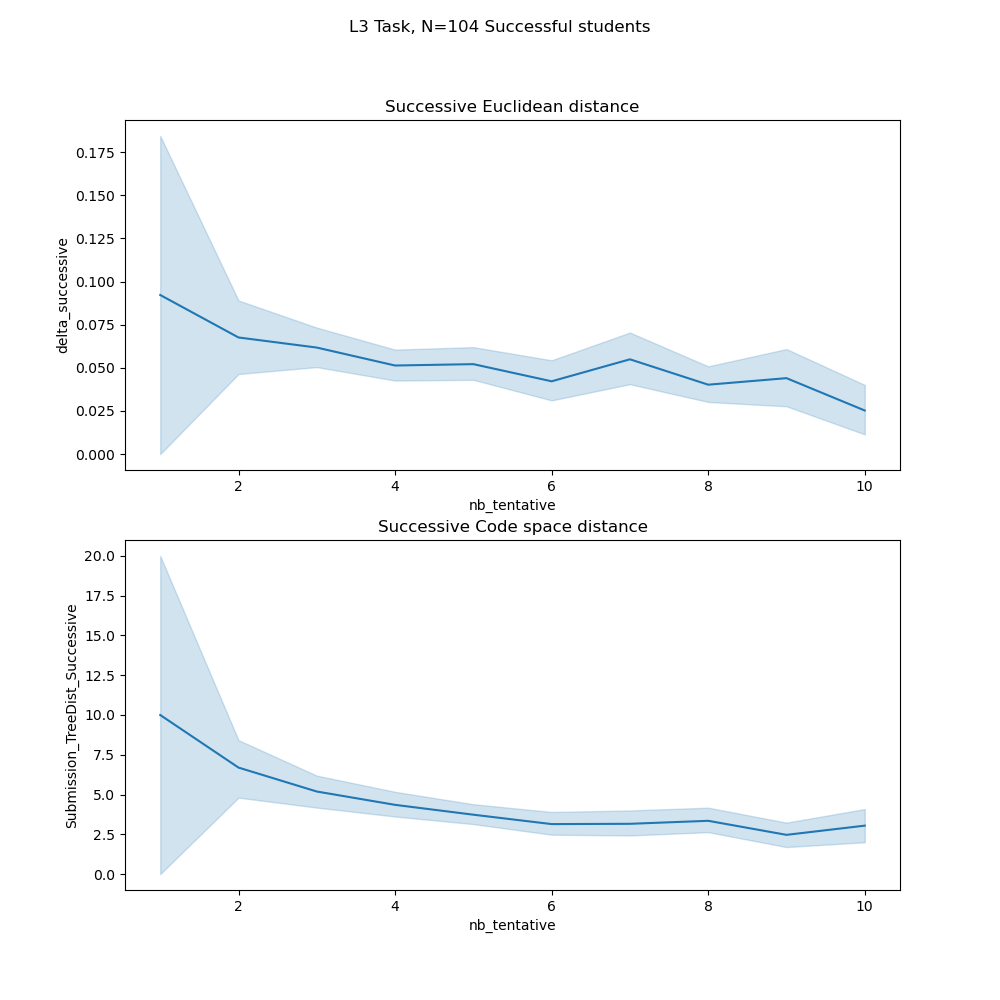 L3 Task, N=104 Successful students
Successive Euclidean distance
delta_successive
0.175
0.150
0.125
0.100
0.075
0.050
0.025
0.000
2 4 6 8 10
nb_tentative
Successive Code space distance
Submission_TreeDist_Successive
20.0
17.5
15.0
12.5
10.0
7.5
5.0
2.5
0.0
2 4 6 8 10
nb_tentative